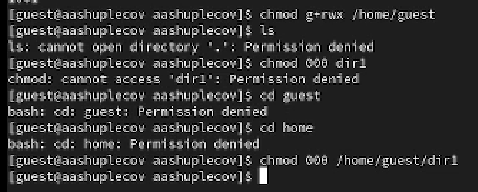 [guest@aashuplecov aashuplecov]$ chmod g+rwx /home/guest
[guest@aashuplecov aashuplecov]$ ls
ls: cannot open directory '.': Permission denied
[guest@aashuplecov aashuplecov]$ chmod 000 dir1
chmod: cannot access 'dir1': Permission denied
[guest@aashuplecov aashuplecov]$ cd guest
bash: cd: guest: Permission denied
[guest@aashuplecov aashuplecov]$ cd home
bash: cd: home: Permission denied
[guest@aashuplecov aashuplecov]$ chmod 000 /home/guest/dir1
[guest@aashuplecov aashuplecov]$